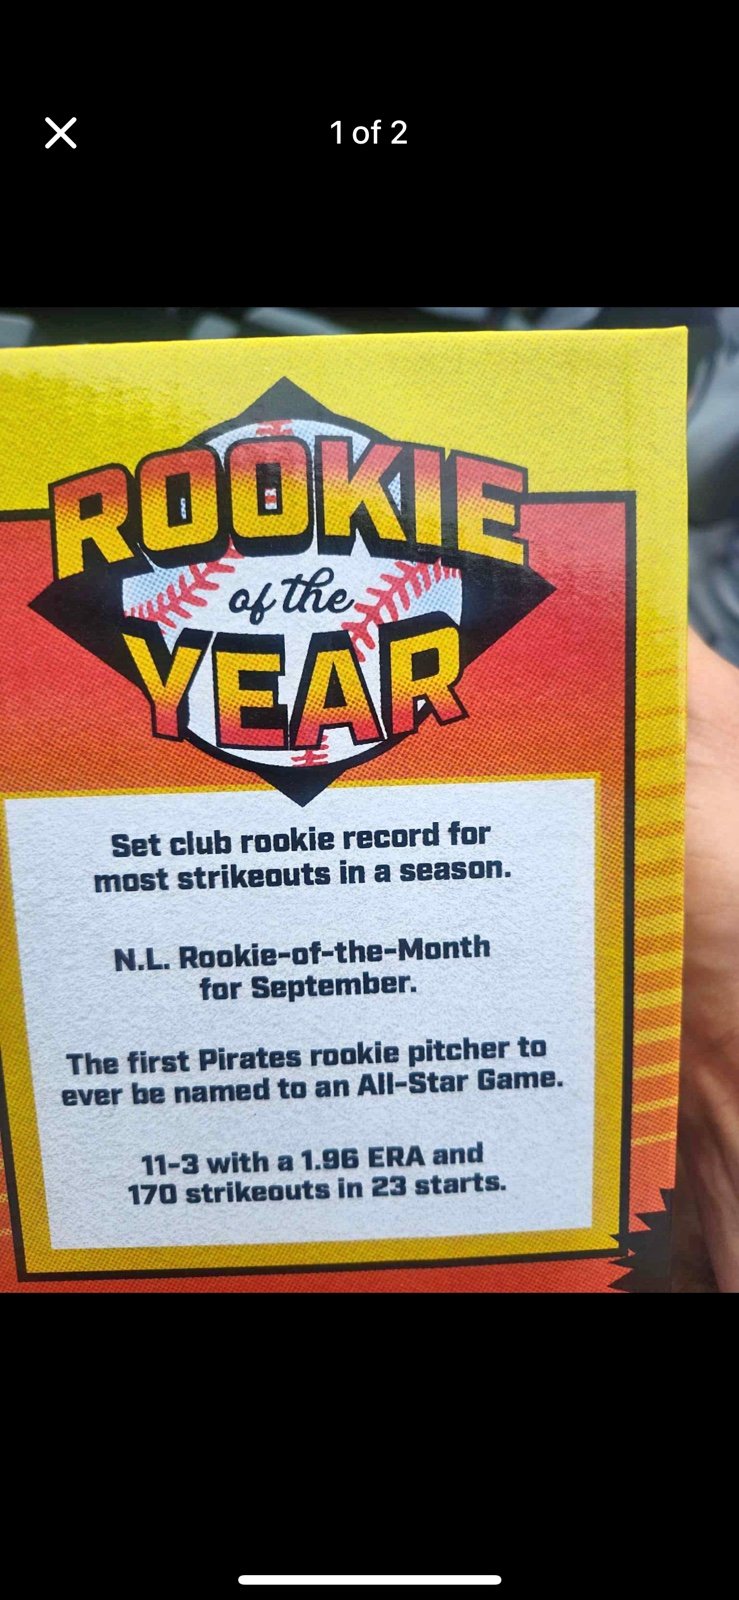 1 of 2
ROOKIE
of the
YEAR
Set club rookie record for
most strikeouts in a season.
N.L. Rookie-of-the-Month
for September.
The first Pirates rookie pitcher to
ever be named to an All-Star Game.
11-3 with a 1.96 ERA and
170 strikeouts in 23 starts.